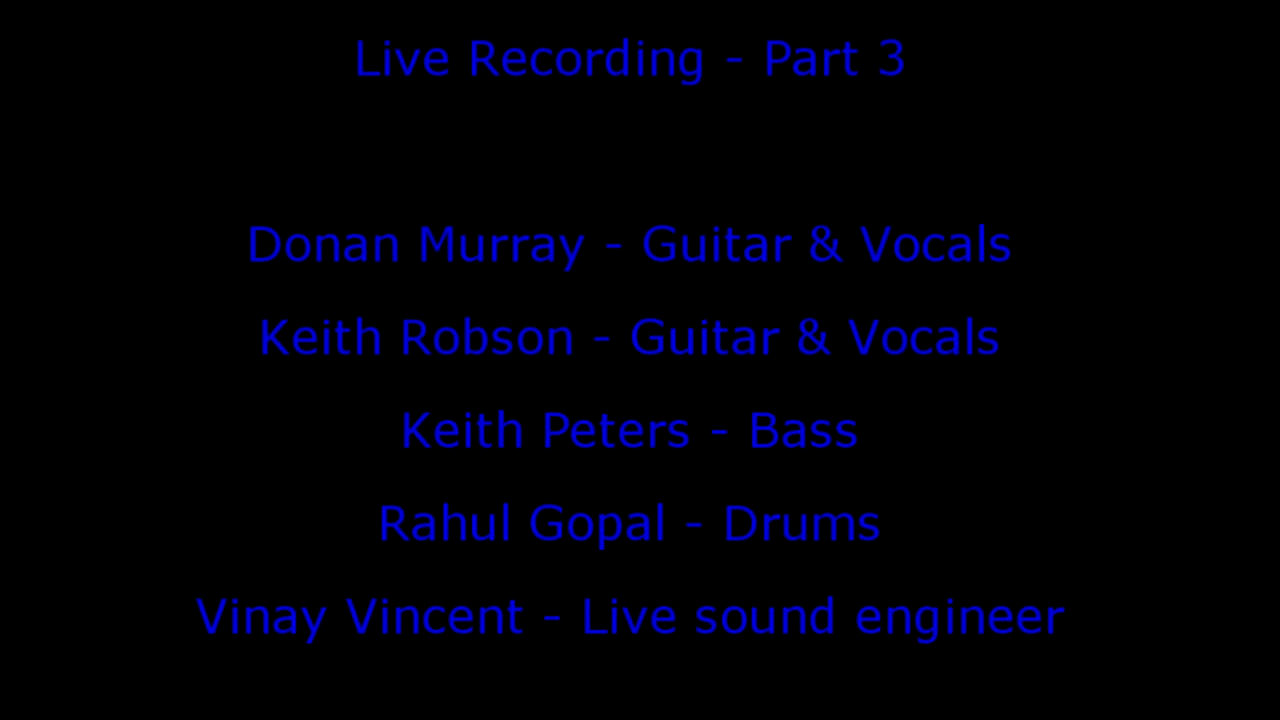 Live Recording - Part 3
Donan Murray - Guitar & Vocals
Keith Robson - Guitar & Vocals
Keith Peters - Bass
Rahul Gopal - Drums
Vinay Vincent - Live sound engineer